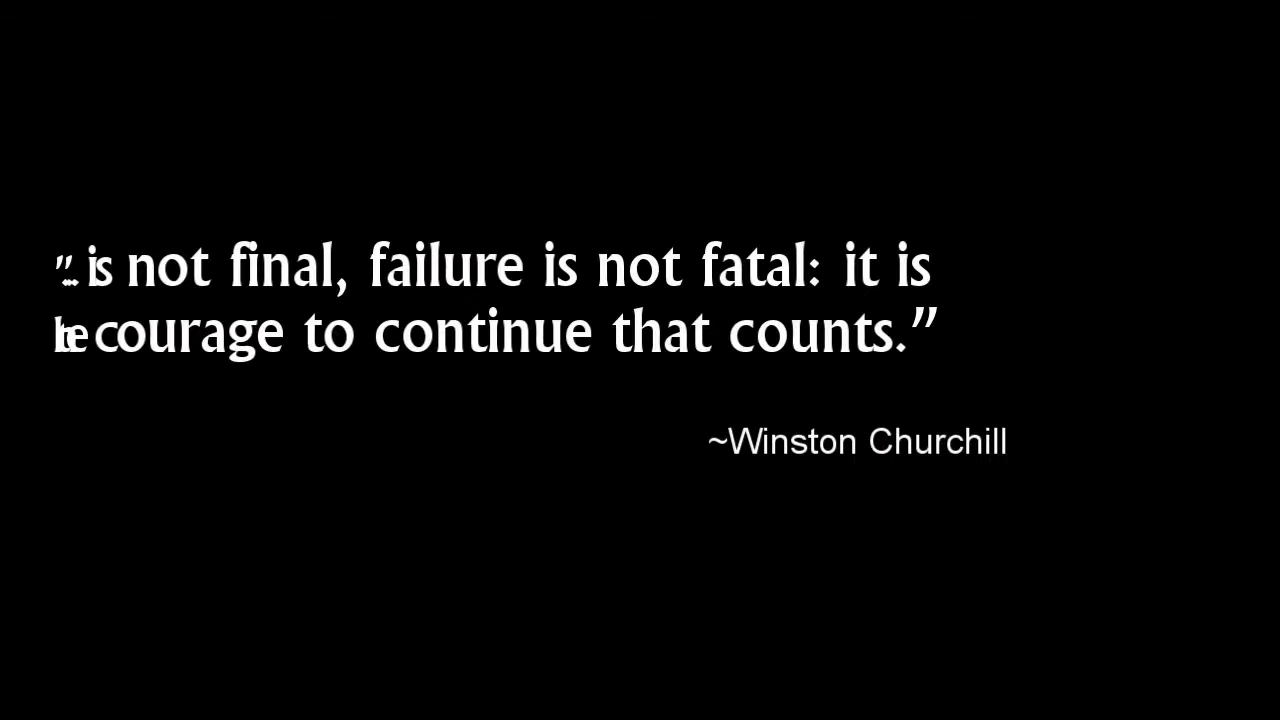 ".. is not final, failure is not fatal: it is
courage to continue that counts.”
~Winston Churchill